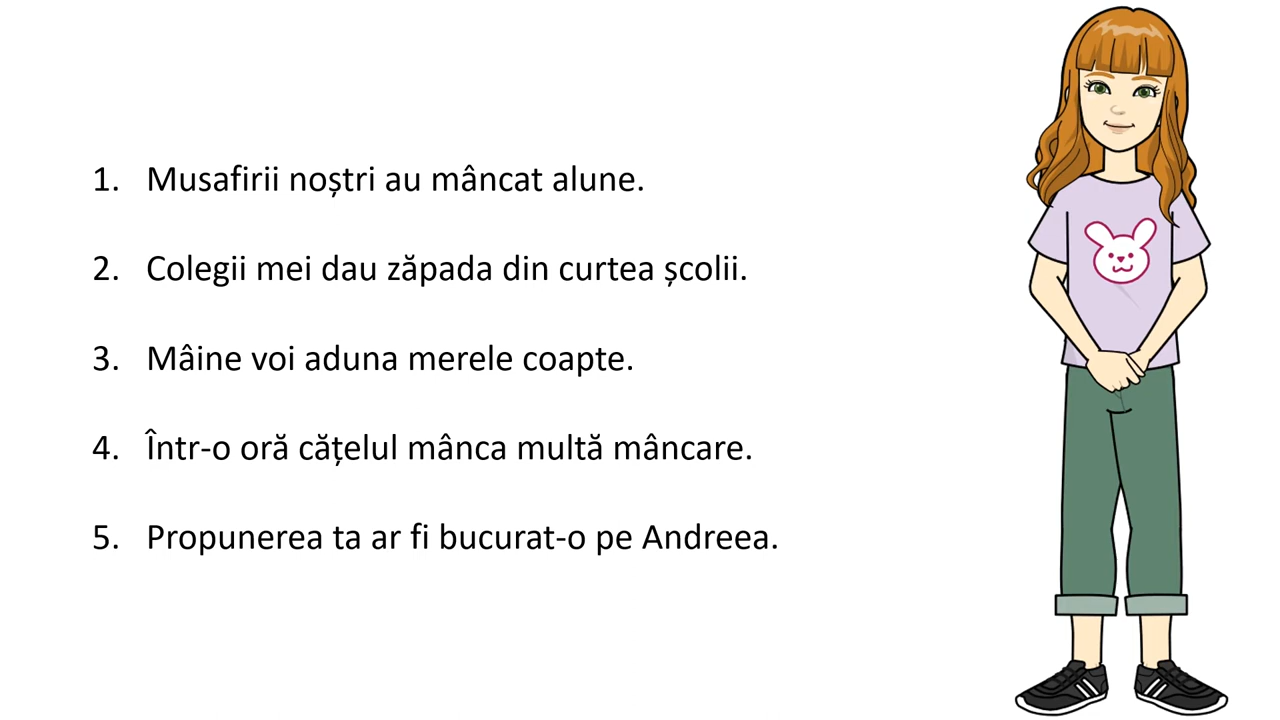 1. Musafirii noștri au mâncat alune.
2. Colegii mei dau zăpada din curtea școlii.
3. Mâine voi aduna merele coapte.
4. Într-o oră cățelul mânca multă mâncare.
5. Propunerea ta ar fi bucurat-o pe Andreea.